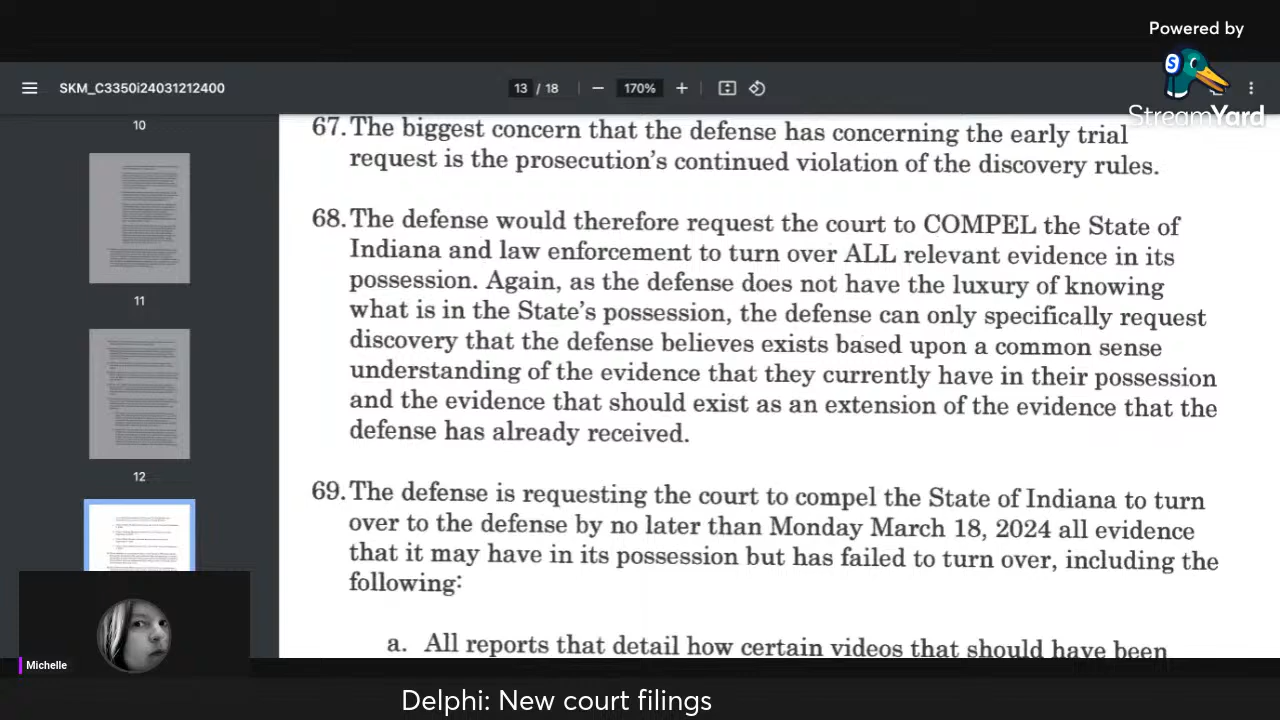 Powered by
StreamYard
SKM_C3350i24031212400
13 / 18
170%
10
11
12
67. The biggest concern that the defense has concerning the early trial
request is the prosecution's continued violation of the discovery rules.
68. The defense would therefore request the court to COMPEL the State of
Indiana and law enforcement to turn over ALL relevant evidence in its
possession. Again, as the defense does not have the luxury of knowing
what is in the State's possession, the defense can only specifically request
discovery that the defense believes exists based upon a common sense
understanding of the evidence that they currently have in their possession
and the evidence that should exist as an extension of the evidence that the
defense has already received.
69. The defense is requesting the court to compel the State of Indiana to turn
over to the defense by no later than Monday March 18, 2024 all evidence
that it may have in its possession but has failed to turn over, including the
following:
a. All reports that detail how certain videos that should have been
Michelle
Delphi: New court filings